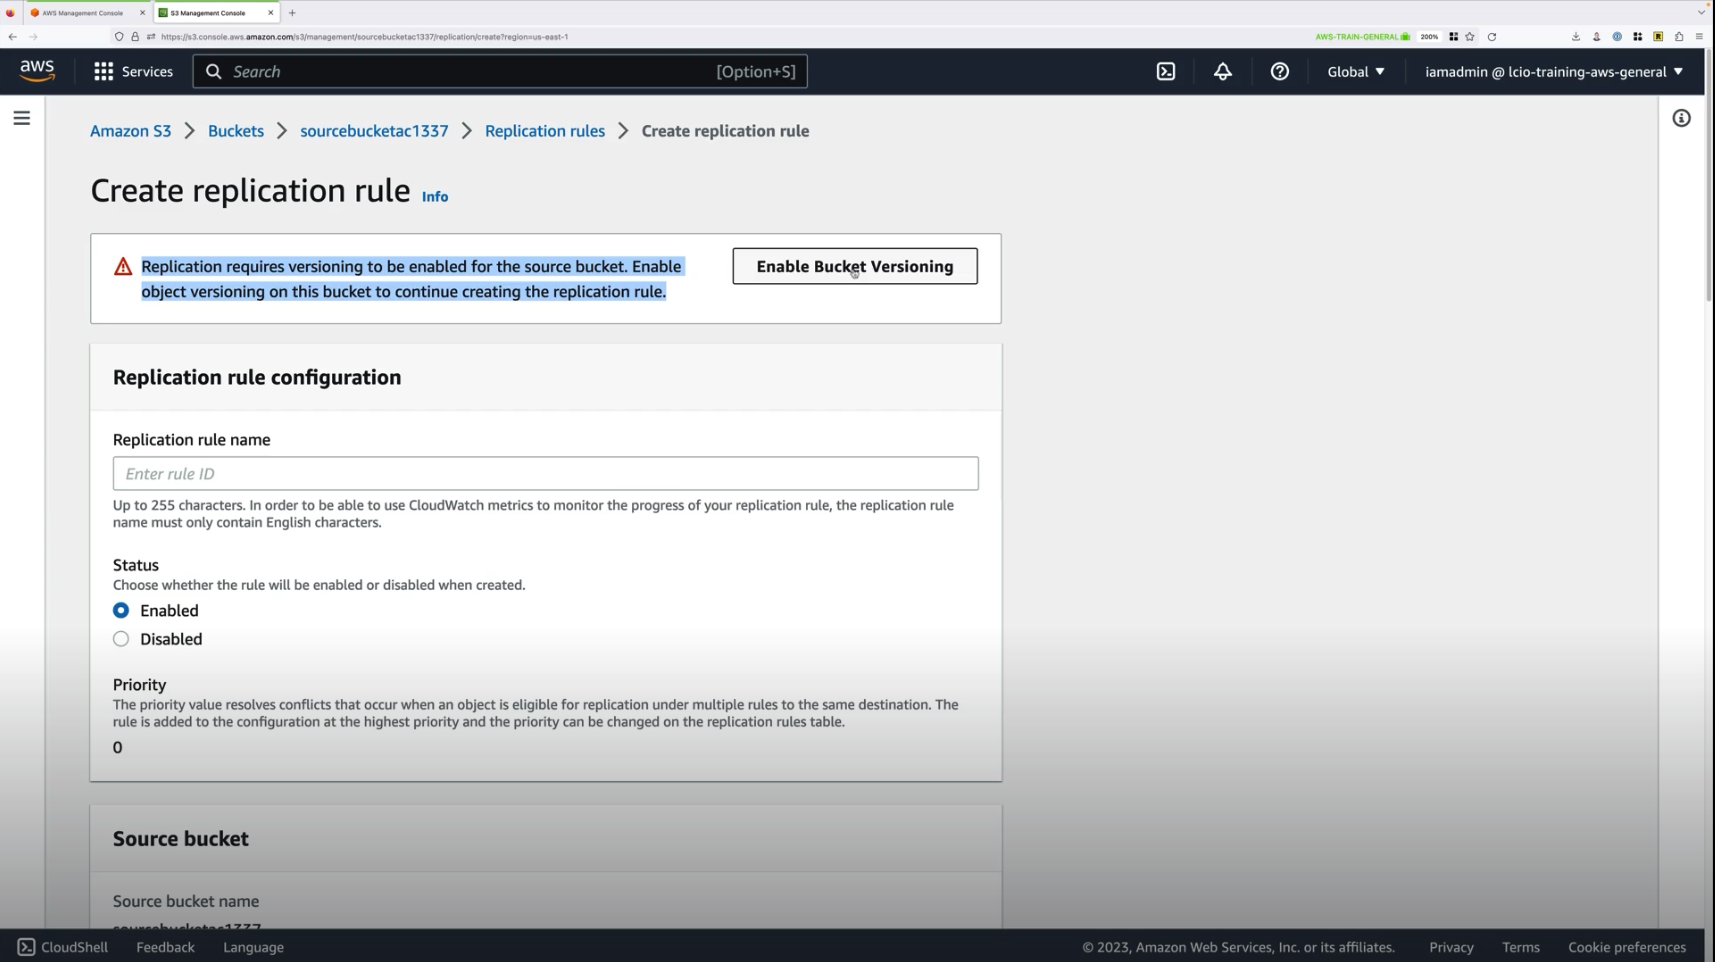 AWS Management Console
S3 Management Console
https://s3.console.aws.amazon.com/s3/management/sourcebucketac1337/replication/create?region=us-east-1
AWS-TRAIN-GENERAL
200%
aws
Services
Search
[Option+S]
Global
iamadmin @ lcio-training-aws-general
Amazon S3 > Buckets > sourcebucketac1337 > Replication rules > Create replication rule
Create replication rule Info
Replication requires versioning to be enabled for the source bucket. Enable
object versioning on this bucket to continue creating the replication rule.
Enable Bucket Versioning
Replication rule configuration
Replication rule name
Enter rule ID
Up to 255 characters. In order to be able to use CloudWatch metrics to monitor the progress of your replication rule, the replication rule
name must only contain English characters.
Status
Choose whether the rule will be enabled or disabled when created.
Enabled
Disabled
Priority
The priority value resolves conflicts that occur when an object is eligible for replication under multiple rules to the same destination. The
rule is added to the configuration at the highest priority and the priority can be changed on the replication rules table.
0
Source bucket
Source bucket name
sourcebucketac1337
CloudShell
Feedback
Language
© 2023, Amazon Web Services, Inc. or its affiliates.
Privacy
Terms
Cookie preferences